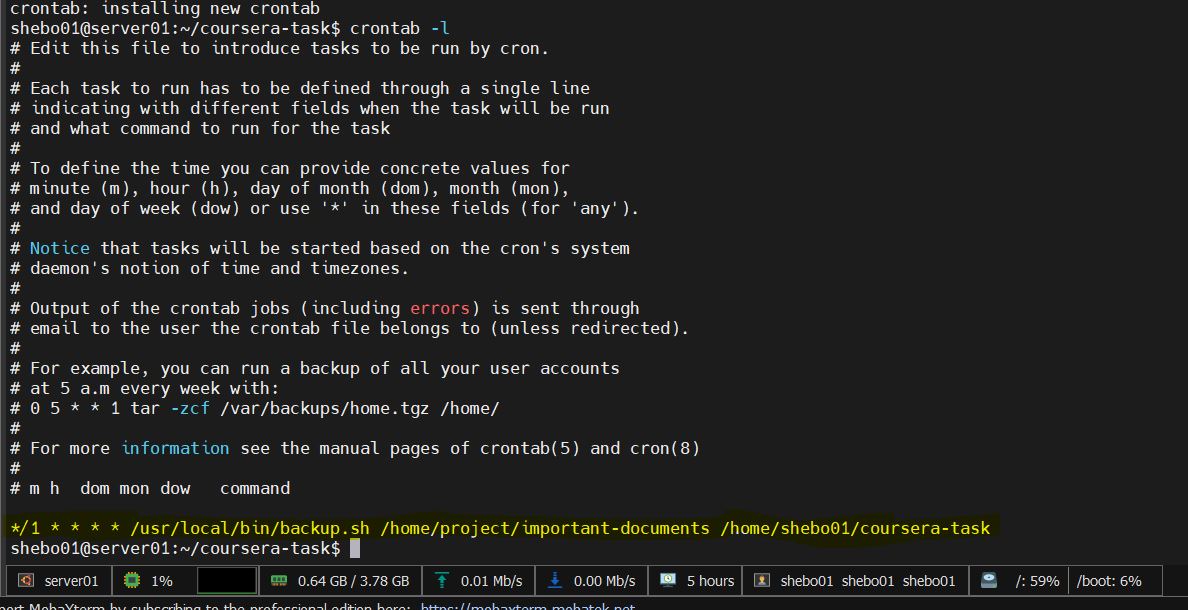 crontab: installing new crontab
shebo01@server01:~/coursera-task$ crontab -l
# Edit this file to introduce tasks to be run by cron.
#
# Each task to run has to be defined through a single line
# indicating with different fields when the task will be run
# and what command to run for the task
#
# To define the time you can provide concrete values for
# minute (m), hour (h), day of month (dom), month (mon),
# and day of week (dow) or use '*' in these fields (for 'any').
#
# Notice that tasks will be started based on the cron's system
# daemon's notion of time and timezones.
#
# Output of the crontab jobs (including errors) is sent through
# email to the user the crontab file belongs to (unless redirected).
#
# For example, you can run a backup of all your user accounts
# at 5 a.m every week with:
# 0 5 * * 1 tar -zcf /var/backups/home.tgz /home/
#
# For more information see the manual pages of crontab(5) and cron(8)
#
# m h  dom mon dow   command
*/1 * * * * /usr/local/bin/backup.sh /home/project/important-documents /home/shebo01/coursera-task
shebo01@server01:~/coursera-task$
server01 1% 0.64 GB / 3.78 GB 0.01 Mb/s 0.00 Mb/s 5 hours shebo01 shebo01 shebo01 /: 59% /boot: 6%
port MobaXterm by subscribing to the professional edition here: https://mobaxterm.mobatek.net